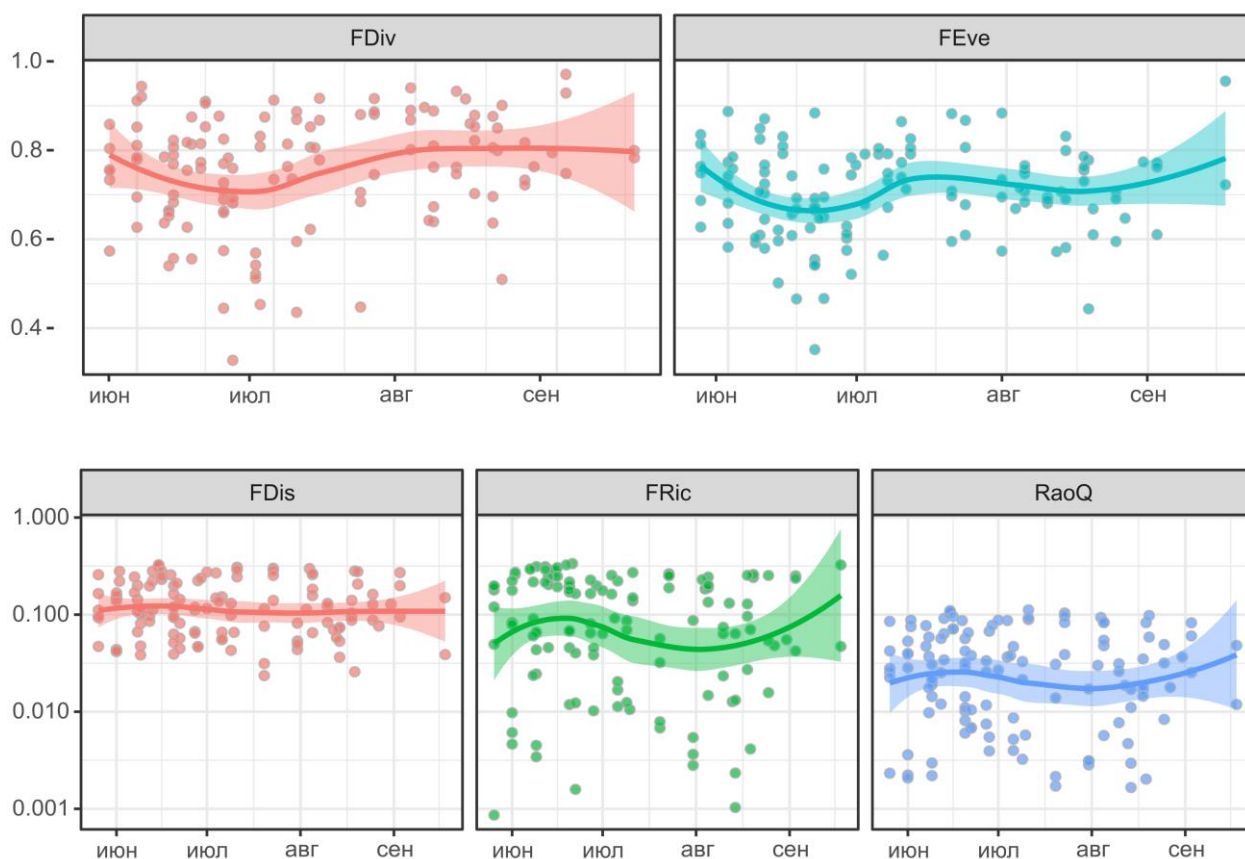 FDiv FEve
1.0
0.8
0.6
0.4
июн июл авг сен июн июл авг сен
FDis FRic RaoQ
1.000
0.100
0.010
0.001
июн июл авг сен июн июл авг сен июн июл авг сен